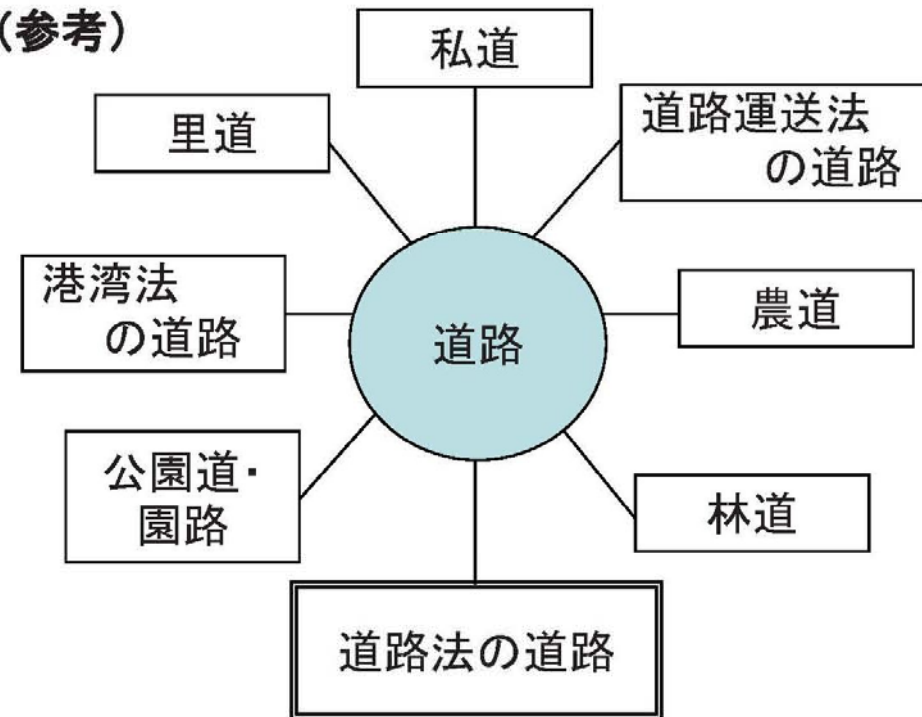 (参考)
私道
里道
道路運送法
の道路
港湾法
の道路
農道
道路
公園道・
園路
林道
道路法の道路